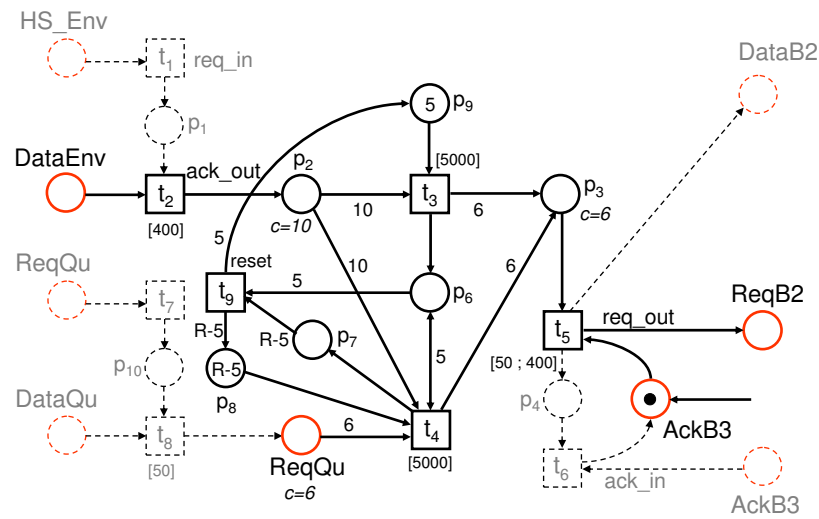 HS_Env
t1 req_in
p1
DataEnv
ack_out
t2
[400]
p2
c=10
5 p9
[5000]
t3
10
6
p3
c=6
DataB2
ReqQu
t7
5
reset
t9
5
10
6
p6
R-5
R-5
p7
p10
R-5
p8
5
t5
req_out
ReqB2
[50 ; 400]
p4
AckB3
DataQu
t8
[50]
ReqQu
c=6
6
t4
[5000]
t6
ack_in
AckB3